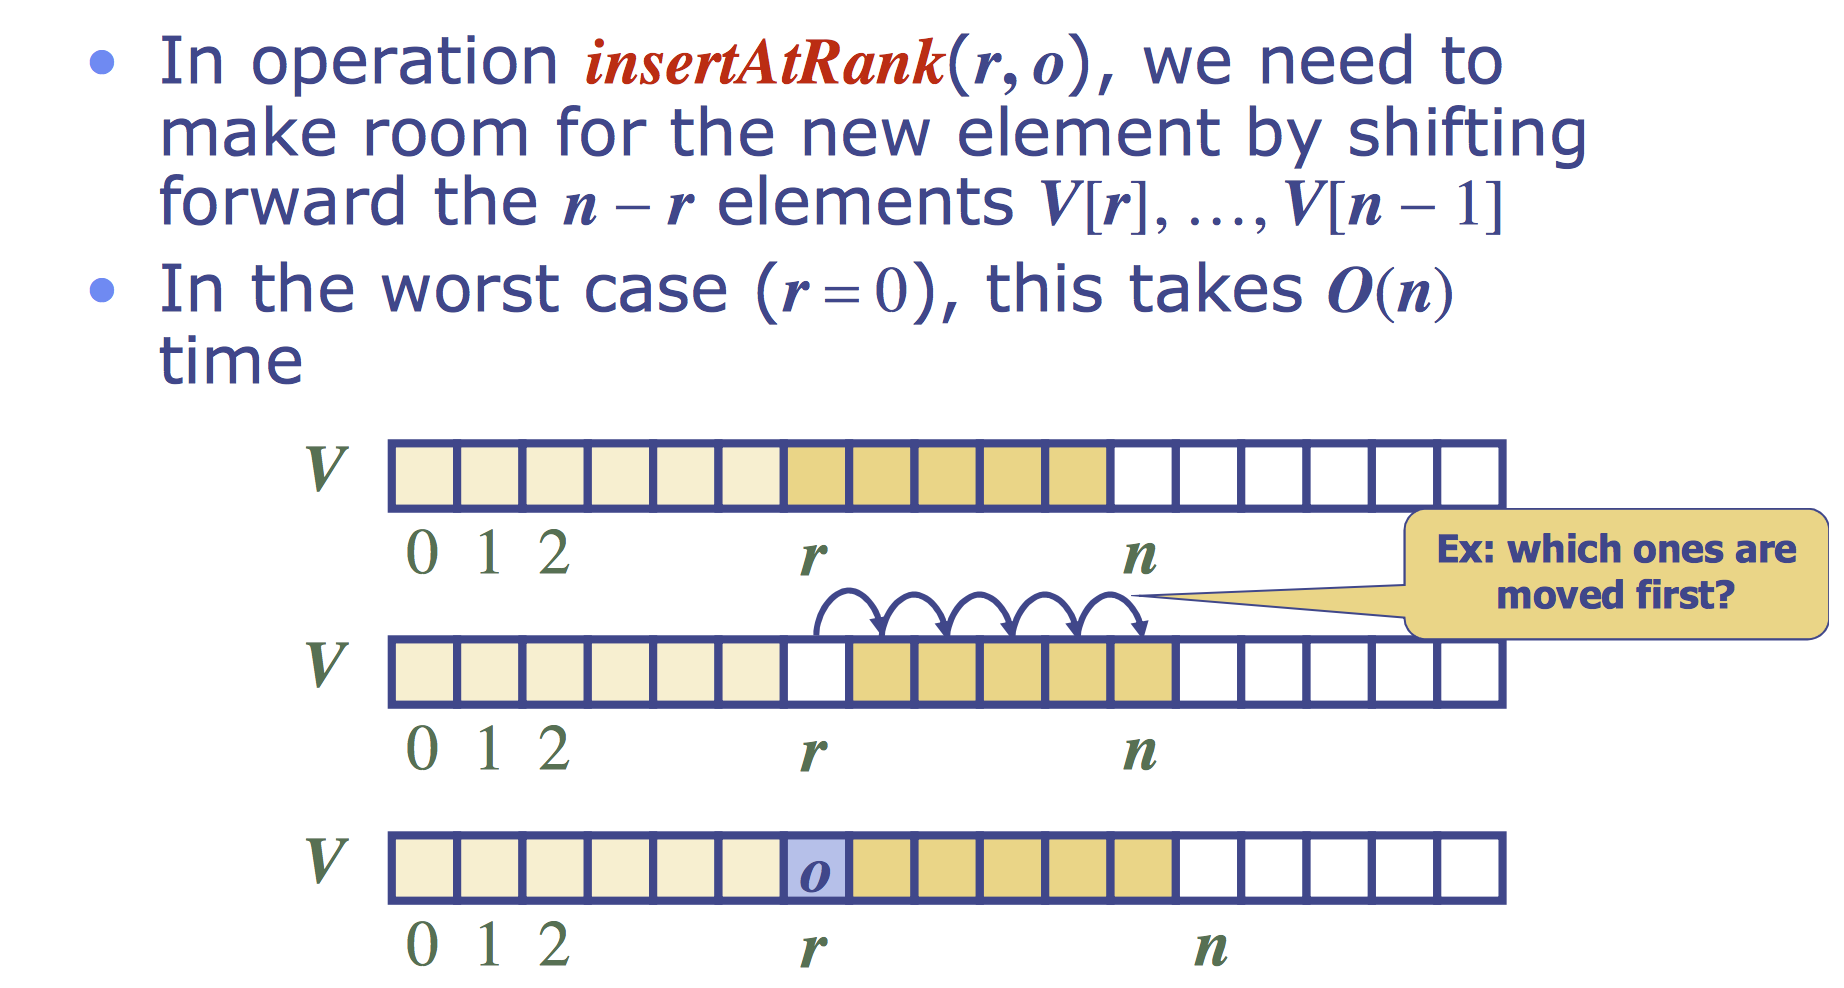 • In operation insertAtRank(r, o), we need to
make room for the new element by shifting
forward the n – r elements V[r], …, V[n – 1]
• In the worst case (r = 0), this takes O(n)
time
V
0 1 2 r n
Ex: which ones are
moved first?
V
0 1 2 r n
V o
0 1 2 r n